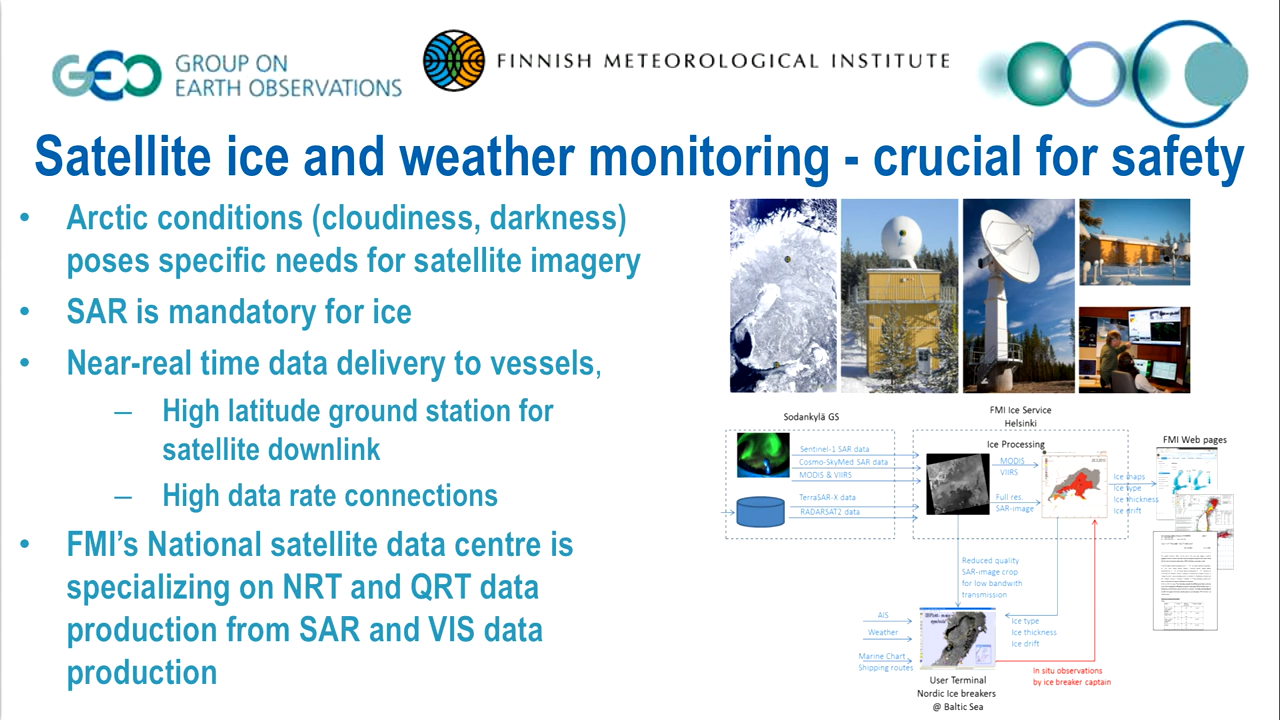 GEO
GROUP ON
EARTH OBSERVATIONS
FINNISH METEOROLOGICAL INSTITUTE
Satellite ice and weather monitoring - crucial for safety
• Arctic conditions (cloudiness, darkness)
poses specific needs for satellite imagery
• SAR is mandatory for ice
• Near-real time data delivery to vessels,
– High latitude ground station for
satellite downlink
– High data rate connections
• FMI's National satellite data centre is
specializing on NRT and QRT data
production from SAR and VIS data
production
Sodankylä GS
Sentinel-1 SAR data
Cosmo-SkyMed SAR data
MODIS & VIIRS
TerraSAR-X data
RADARSAT2 data
FMI Ice Service
Helsinki
Ice Processing
MODIS
VIIRS
Full res.
SAR-image
FMI Web pages
Ice maps
Ice type
Ice thickness
Ice drift
Reduced quality
SAR-image crop
for low bandwith
transmission
AIS
Weather
Marine Chart
Shipping routes
Ice type
Ice thickness
Ice drift
In situ observations
by ice breaker captain
User Terminal
Nordic Ice breakers
@ Baltic Sea